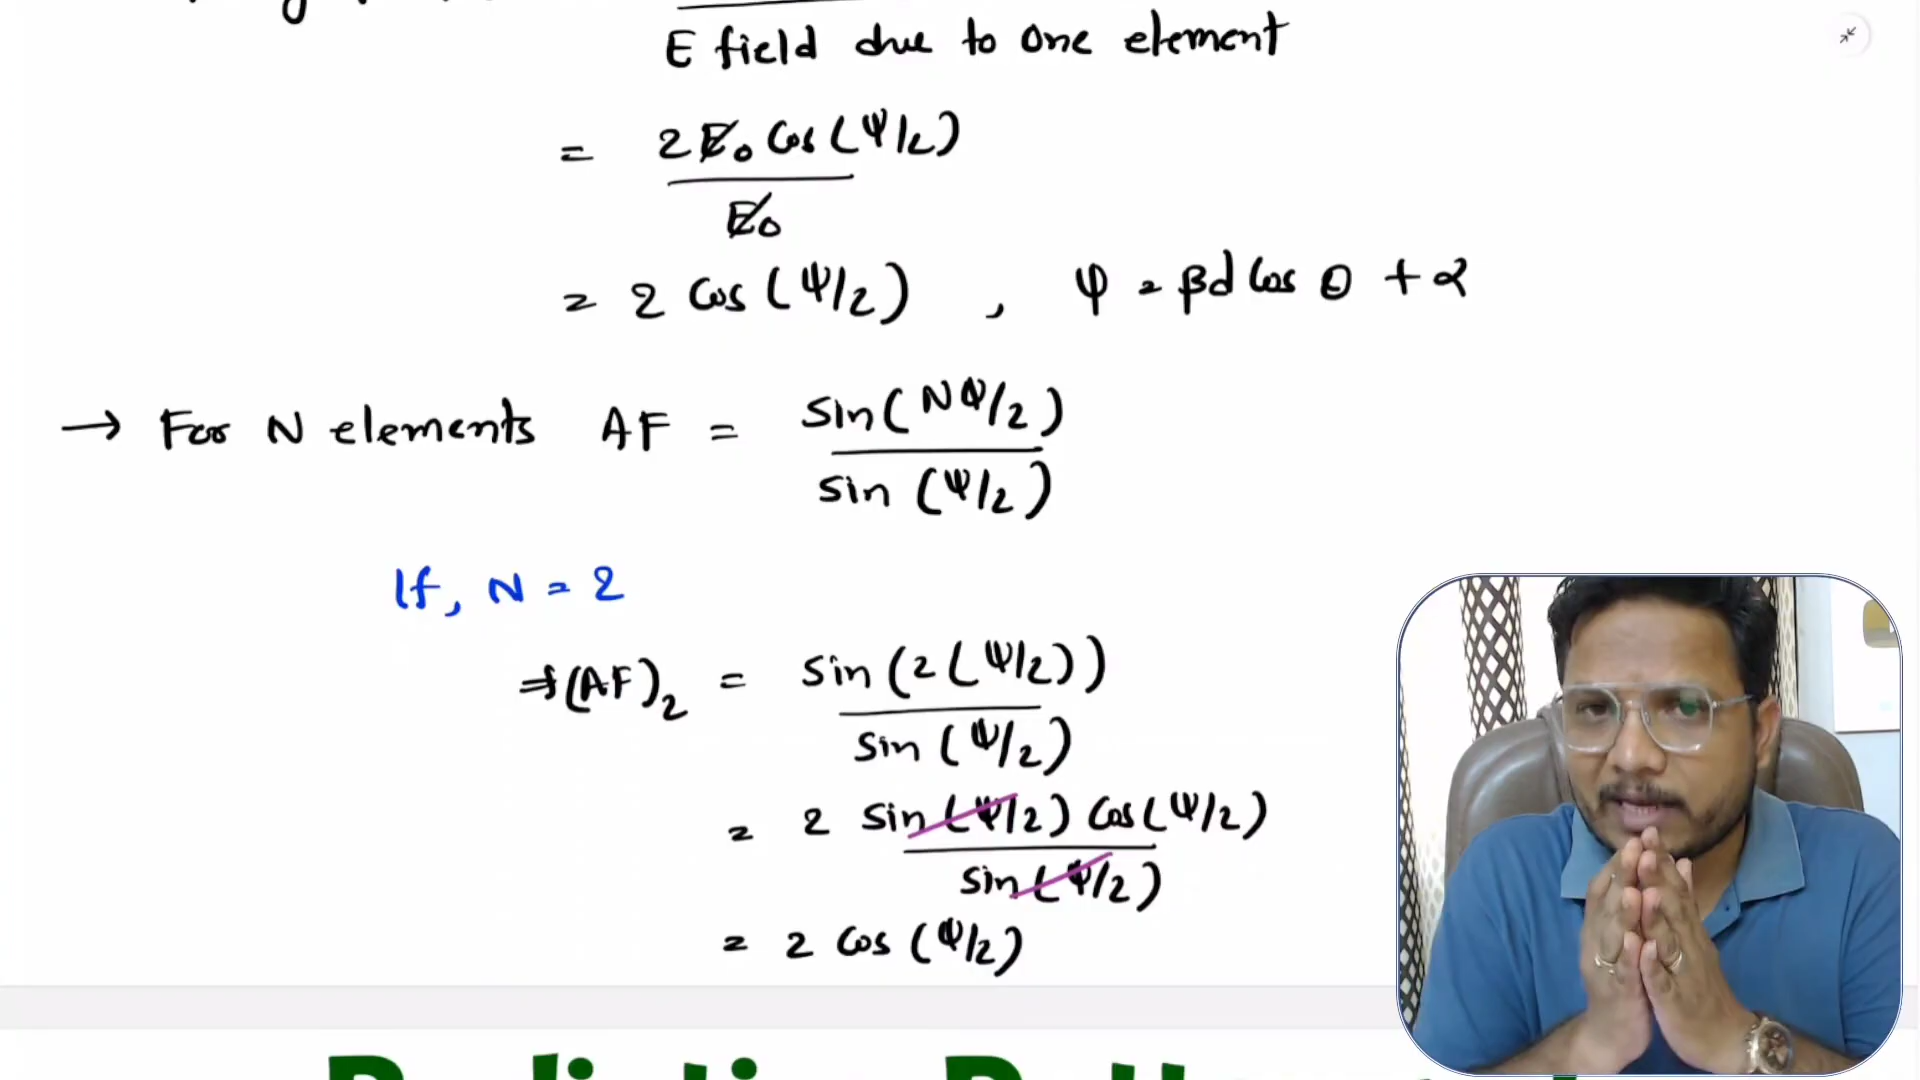 E field due to one element
= 2E₀ Cos(Ψ/2)
E₀
= 2 Cos(Ψ/2) , Ψ = βd Cos θ + α
→ For N elements AF = Sin(NΨ/2)
sin(Ψ/2)
If, N = 2
⇒ (AF)₂ = Sin(2(Ψ/2))
Sin(Ψ/2)
= 2 Sin(Ψ/2) Cos(Ψ/2)
Sin(Ψ/2)
= 2 Cos(Ψ/2)